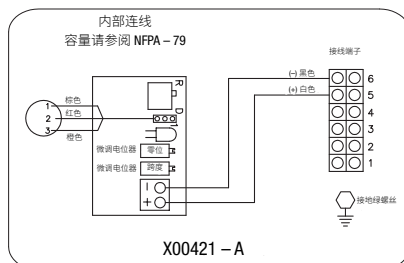 内部连线
容量请参阅 NFPA – 79
接线端子
(–) 黑色
(+) 白色
6
5
4
3
2
1
R
D
1
棕色
1
红色
2
3
橙色
微调电位器
零位
微调电位器
跨度
–
+
接地绿螺丝
X00421 – A